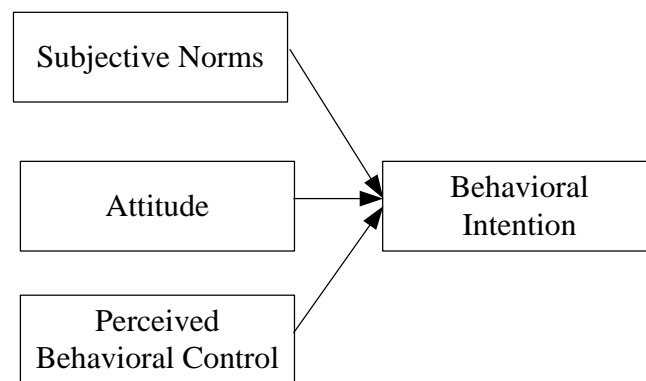 Subjective Norms
Attitude
Behavioral
Intention
Perceived
Behavioral Control